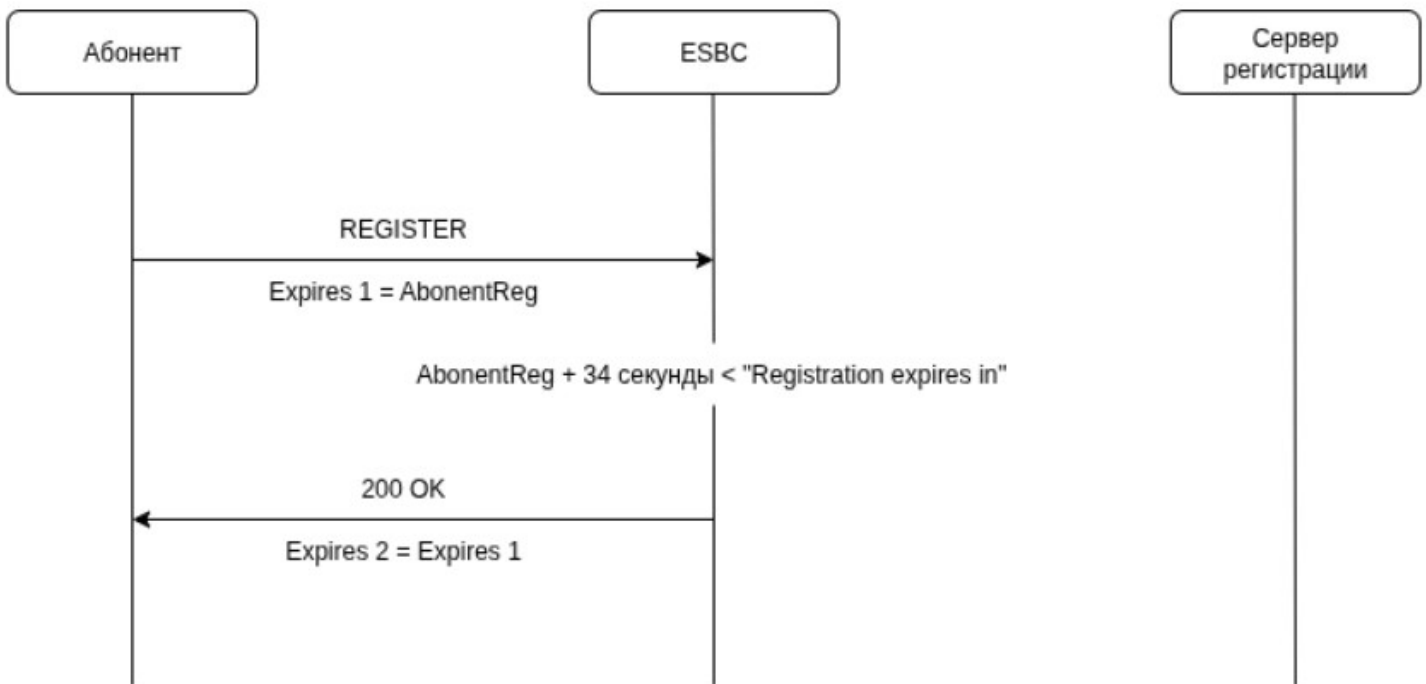 Абонент
ESBC
Сервер
регистрации
REGISTER
Expires 1 = AbonentReg
AbonentReg + 34 секунды < "Registration expires in"
200 OK
Expires 2 = Expires 1